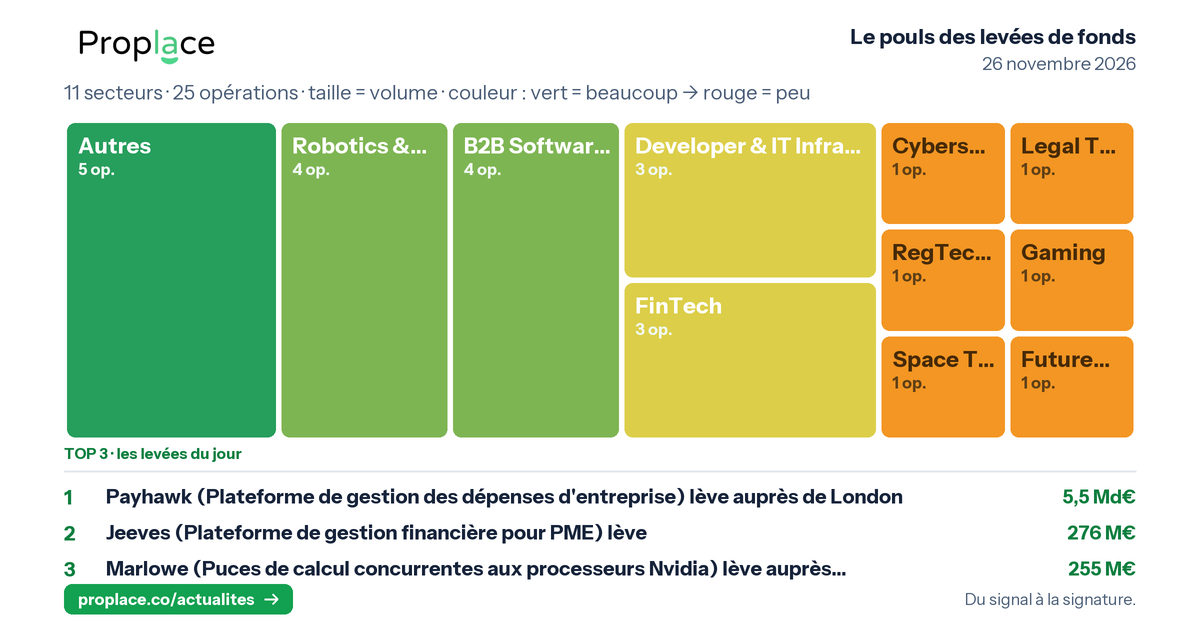 Proplace
Le pouls des levées de fonds
26 novembre 2026
11 secteurs · 25 opérations · taille = volume · couleur : vert = beaucoup → rouge = peu
Autres
5 op.
Robotics &...
4 op.
B2B Softwar...
4 op.
Developer & IT Infra...
3 op.
FinTech
3 op.
Cybers...
1 op.
Legal T...
1 op.
RegTec...
1 op.
Gaming
1 op.
Space T...
1 op.
Future...
1 op.
TOP 3 · les levées du jour
1 Payhawk (Plateforme de gestion des dépenses d'entreprise) lève auprès de London 5,5 Md€
2 Jeeves (Plateforme de gestion financière pour PME) lève 276 M€
3 Marlowe (Puces de calcul concurrentes aux processeurs Nvidia) lève auprès... 255 M€
proplace.co/actualites →
Du signal à la signature.